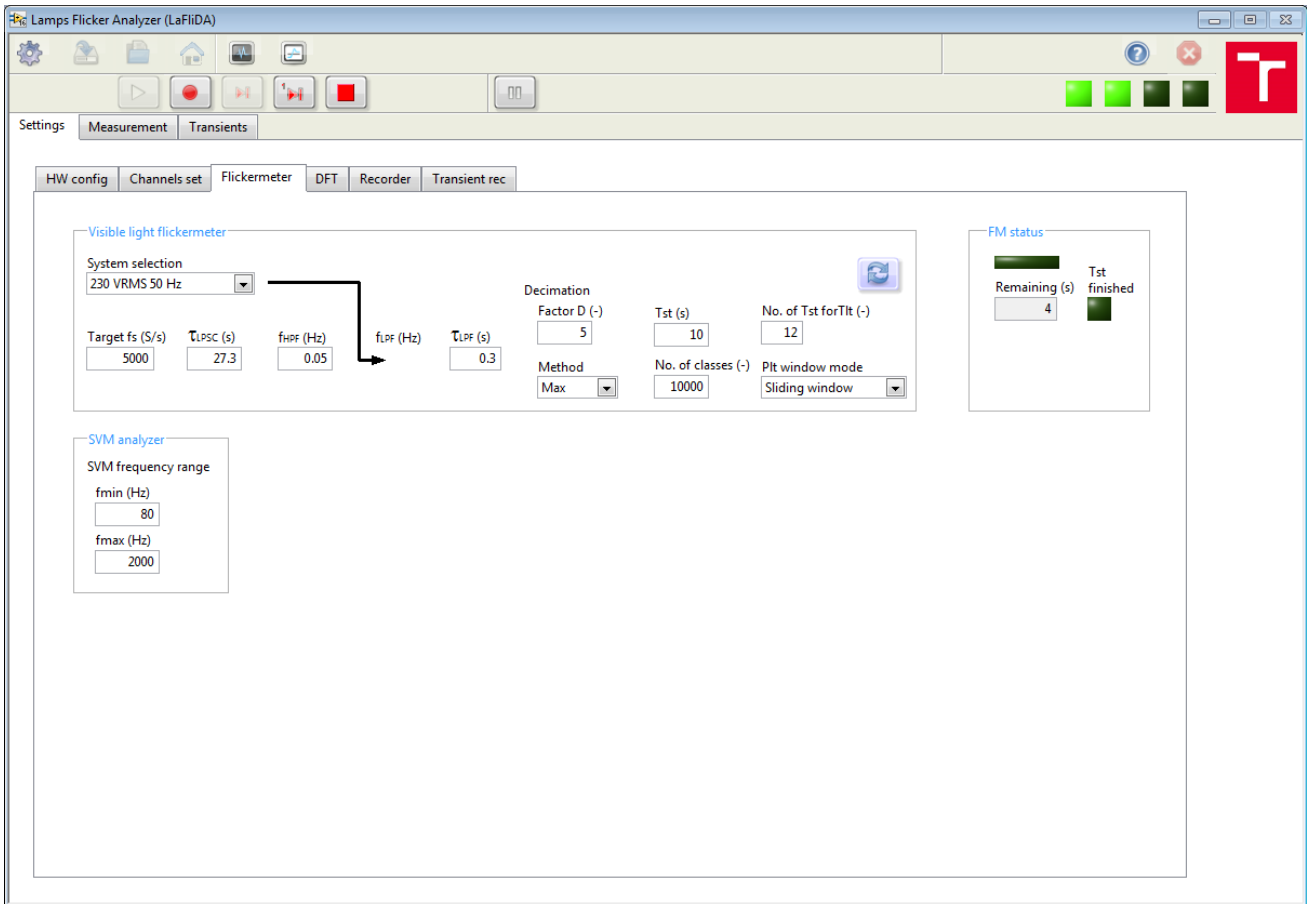 Lamps Flicker Analyzer (LaFliDA)
1
Settings Measurement Transients
HW config Channels set Flickermeter DFT Recorder Transient rec
Visible light flickermeter
System selection
230 VRMS 50 Hz
Target fs (S/s) τLPSC (s) fHPF (Hz) fLPF (Hz) τLPF (s)
5000 27.3 0.05 0.3
Decimation
Factor D (-) Tst (s) No. of Tst forTlt (-)
5 10 12
Method No. of classes (-) Plt window mode
Max 10000 Sliding window
FM status
Remaining (s) Tst finished
4
SVM analyzer
SVM frequency range
fmin (Hz)
80
fmax (Hz)
2000